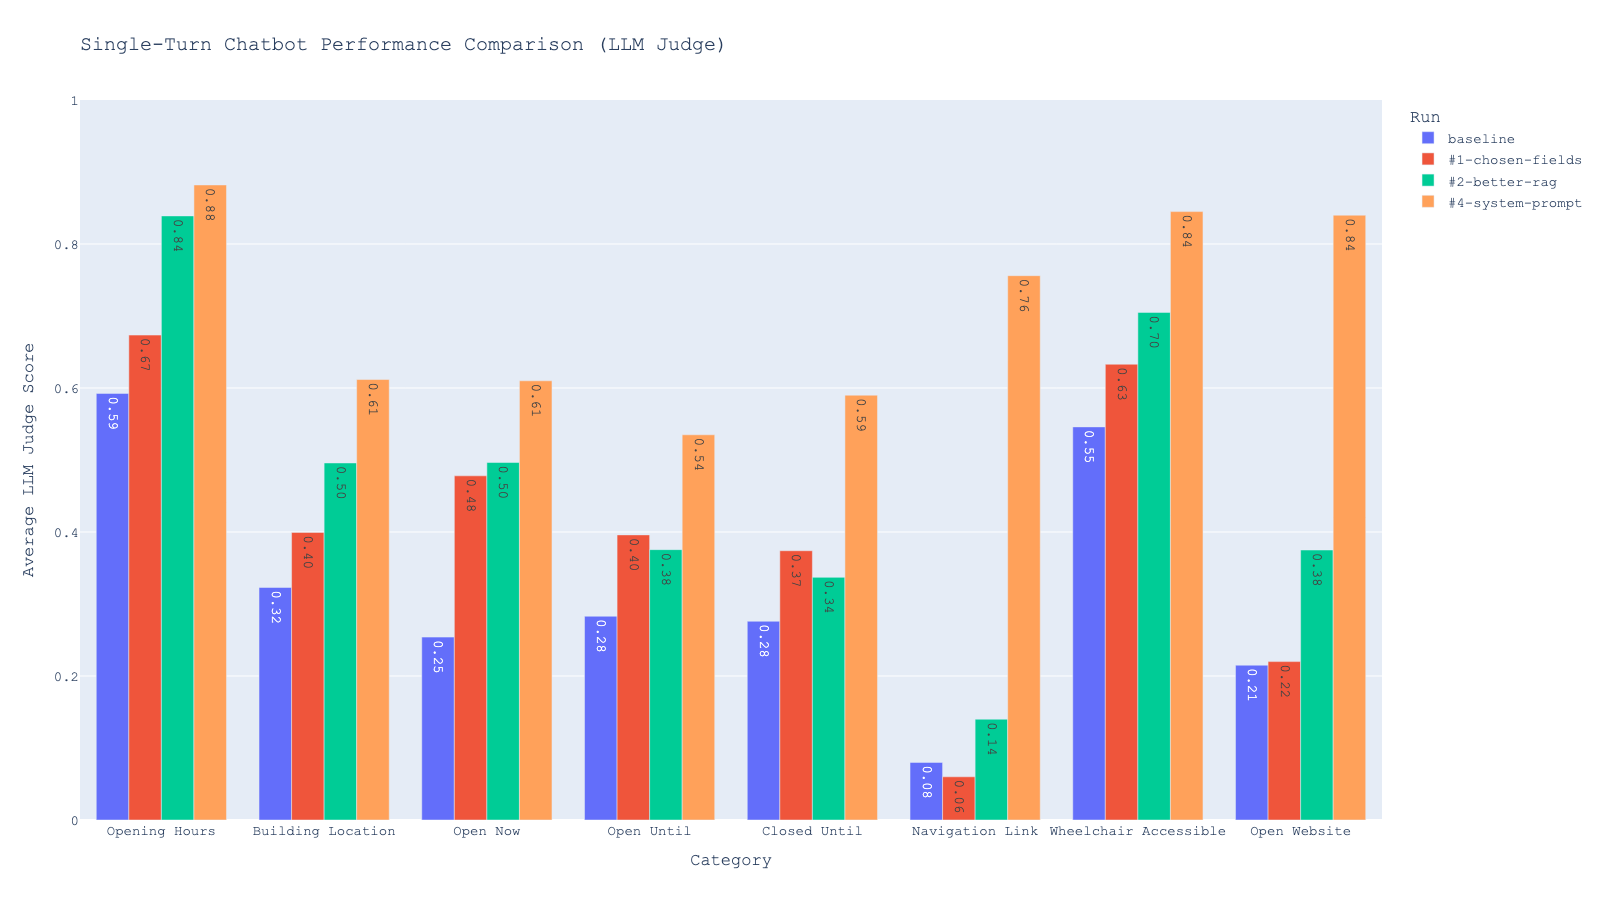 Single-Turn Chatbot Performance Comparison (LLM Judge)
Run
baseline
#1-chosen-fields
#2-better-rag
#4-system-prompt
Average LLM Judge Score
1
0.8
0.6
0.4
0.2
0
0.59
0.67
0.84
0.88
0.32
0.40
0.50
0.61
0.25
0.48
0.50
0.61
0.28
0.40
0.38
0.54
0.28
0.37
0.34
0.59
0.08
0.06
0.14
0.76
0.55
0.63
0.70
0.84
0.21
0.22
0.38
0.84
Opening Hours
Building Location
Open Now
Open Until
Closed Until
Navigation Link
Wheelchair Accessible
Open Website
Category